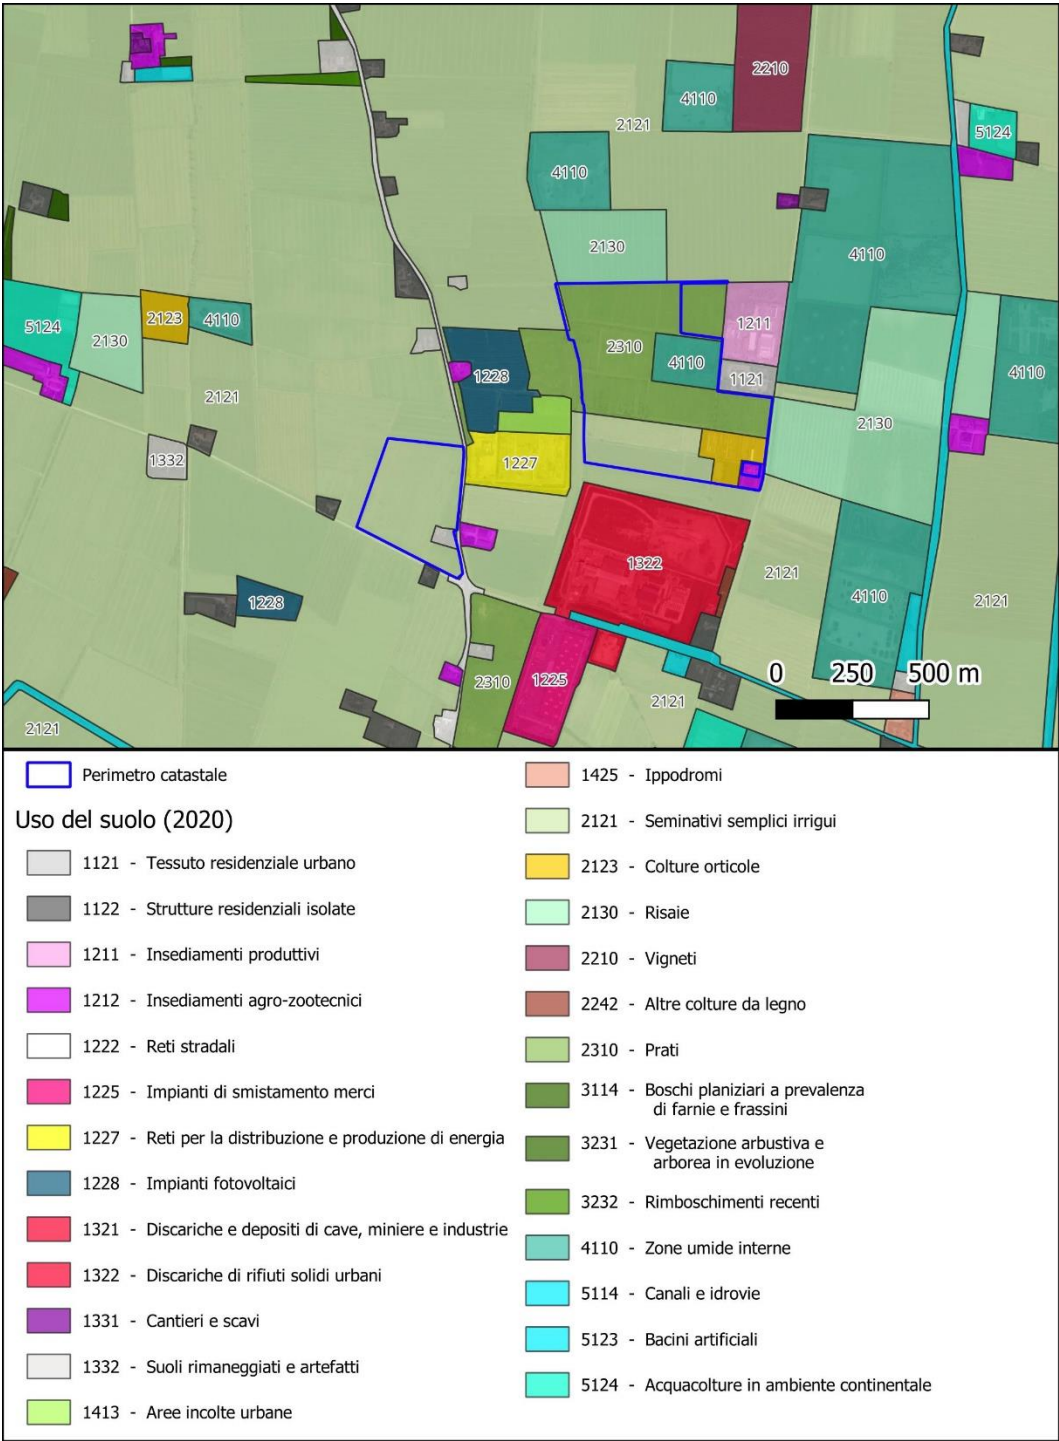 2210
4110
2121
5124
4110
2130
4110
5124
2130
2123
4110
1211
2310
4110
1121
1228
4110
2121
2130
1332
1227
1322
2121
4110
2121
1228
0 250 500 m
2310
1225
2121
2121
Perimetro catastale
Uso del suolo (2020)
1121 - Tessuto residenziale urbano
1122 - Strutture residenziali isolate
1211 - Insediamenti produttivi
1212 - Insediamenti agro-zootecnici
1222 - Reti stradali
1225 - Impianti di smistamento merci
1227 - Reti per la distribuzione e produzione di energia
1228 - Impianti fotovoltaici
1321 - Discariche e depositi di cave, miniere e industrie
1322 - Discariche di rifiuti solidi urbani
1331 - Cantieri e scavi
1332 - Suoli rimaneggiati e artefatti
1413 - Aree incolte urbane
1425 - Ippodromi
2121 - Seminativi semplici irrigui
2123 - Colture orticole
2130 - Risaie
2210 - Vigneti
2242 - Altre colture da legno
2310 - Prati
3114 - Boschi planiziari a prevalenza
di farnie e frassini
3231 - Vegetazione arbustiva e
arborea in evoluzione
3232 - Rimboschimenti recenti
4110 - Zone umide interne
5114 - Canali e idrovie
5123 - Bacini artificiali
5124 - Acquacolture in ambiente continentale